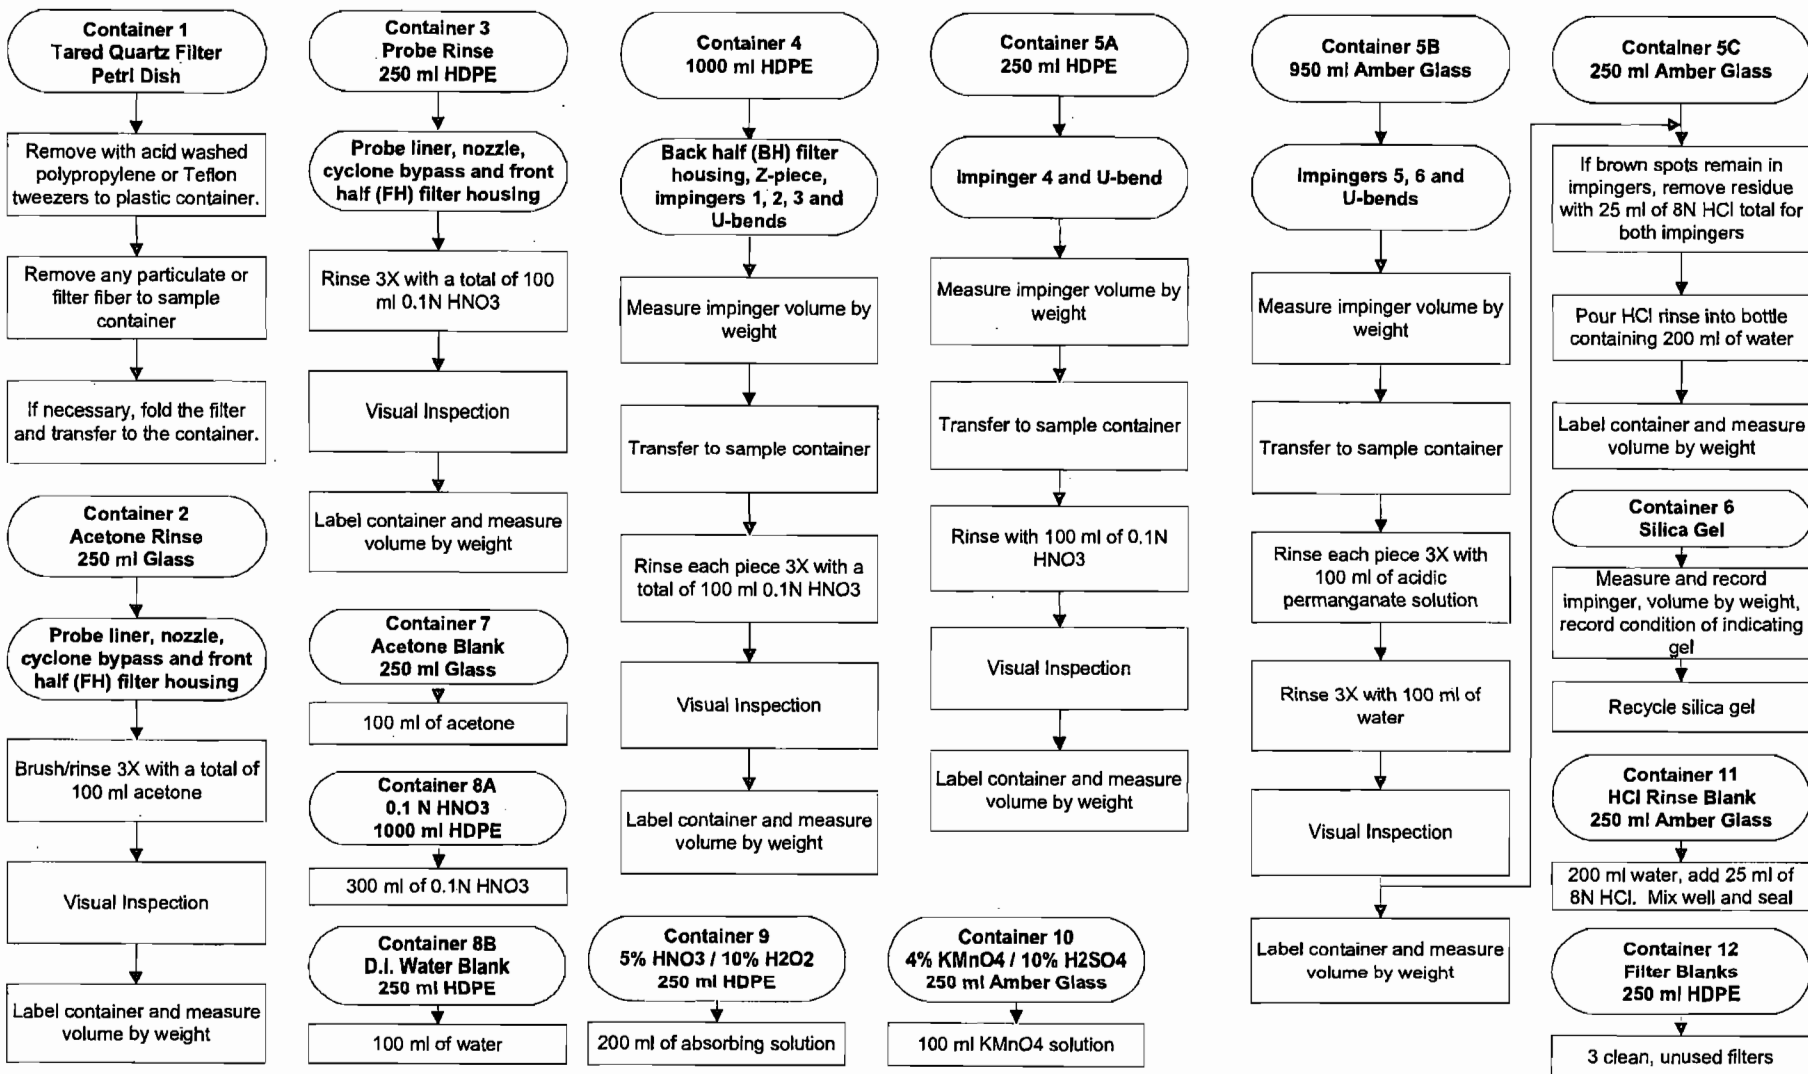 Container 1
Tared Quartz Filter
Petri Dish
Remove with acid washed
polypropylene or Teflon
tweezers to plastic container.
Remove any particulate or
filter fiber to sample
container
If necessary, fold the filter
and transfer to the container.
Container 2
Acetone Rinse
250 ml Glass
Probe liner, nozzle,
cyclone bypass and front
half (FH) filter housing
Brush/rinse 3X with a total of
100 ml acetone
Visual Inspection
Label container and measure
volume by weight
Container 3
Probe Rinse
250 ml HDPE
Probe liner, nozzle,
cyclone bypass and front
half (FH) filter housing
Rinse 3X with a total of 100
ml 0.1N HNO3
Visual Inspection
Label container and measure
volume by weight
Container 7
Acetone Blank
250 ml Glass
100 ml of acetone
Container 8A
0.1 N HNO3
1000 ml HDPE
300 ml of 0.1N HNO3
Container 8B
D.I. Water Blank
250 ml HDPE
100 ml of water
Container 4
1000 ml HDPE
Back half (BH) filter
housing, Z-piece,
impingers 1, 2, 3 and
U-bends
Measure impinger volume by
weight
Transfer to sample container
Rinse each piece 3X with a
total of 100 ml 0.1N HNO3
Visual Inspection
Label container and measure
volume by weight
Container 9
5% HNO3 / 10% H2O2
250 ml HDPE
200 ml of absorbing solution
Container 5A
250 ml HDPE
Impinger 4 and U-bend
Measure impinger volume by
weight
Transfer to sample container
Rinse with 100 ml of 0.1N
HNO3
Visual Inspection
Label container and measure
volume by weight
Container 10
4% KMnO4 / 10% H2SO4
250 ml Amber Glass
100 ml KMnO4 solution
Container 5B
950 ml Amber Glass
Impingers 5, 6 and
U-bends
Measure impinger volume by
weight
Transfer to sample container
Rinse each piece 3X with
100 ml of acidic
permanganate solution
Rinse 3X with 100 ml of
water
Visual Inspection
Label container and measure
volume by weight
Container 5C
250 ml Amber Glass
If brown spots remain in
impingers, remove residue
with 25 ml of 8N HCl total for
both impingers
Pour HCl rinse into bottle
containing 200 ml of water
Label container and measure
volume by weight
Container 6
Silica Gel
Measure and record
impinger, volume by weight,
record condition of indicating
gel
Recycle silica gel
Container 11
HCl Rinse Blank
250 ml Amber Glass
200 ml water, add 25 ml of
8N HCl. Mix well and seal
Container 12
Filter Blanks
250 ml HDPE
3 clean, unused filters